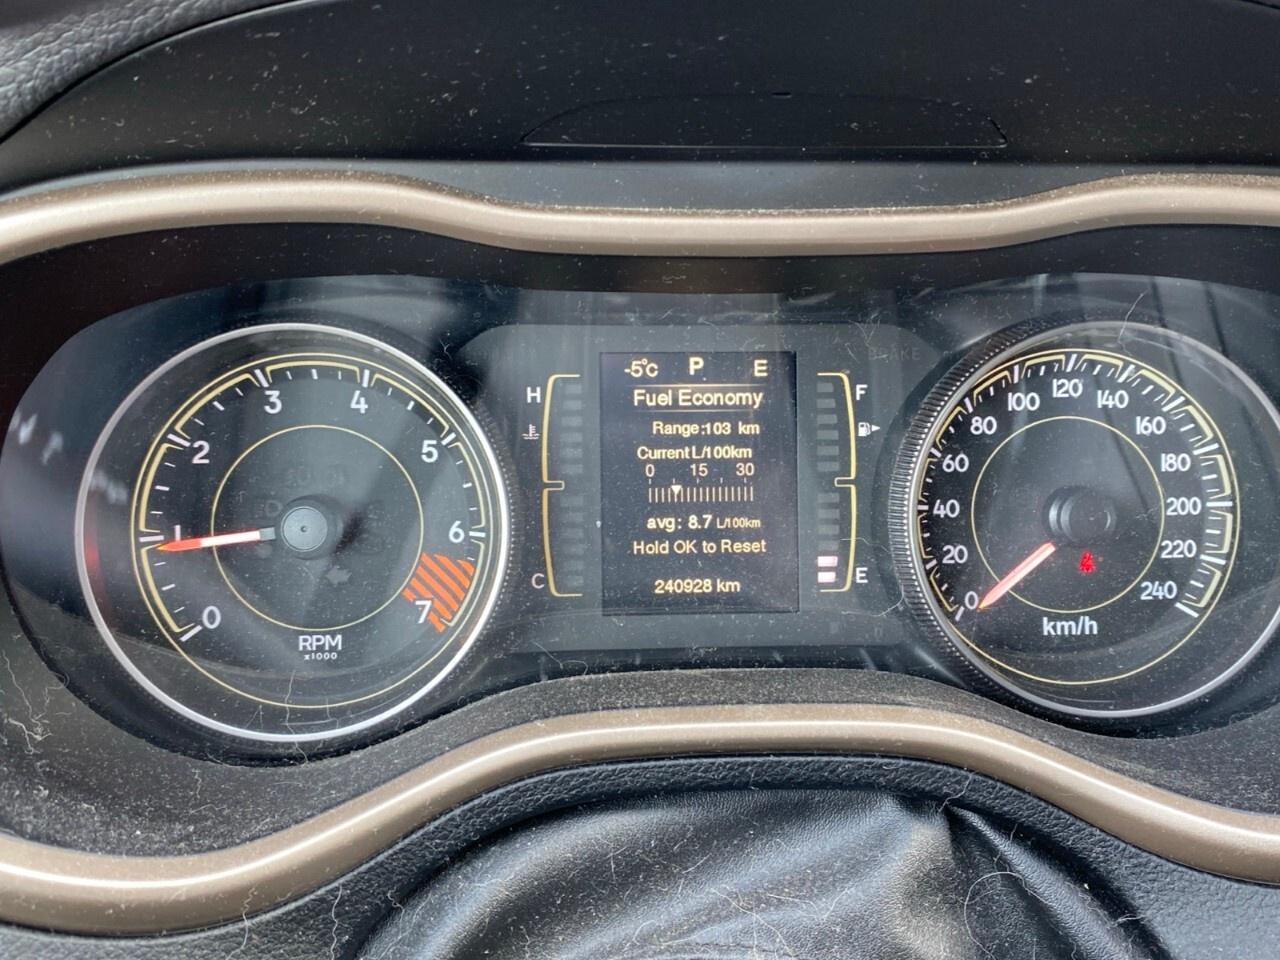 -5°C P E
Fuel Economy
Range:103 km
Current L/100km
0 15 30
avg: 8.7 L/100km
Hold OK to Reset
240928 km
H
C
F
E
BRAKE
0
1
2
3
4
5
6
7
RPM
x1000
0
20
40
60
80
100
120
140
160
180
200
220
240
km/h